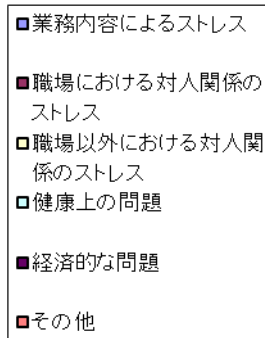 業務内容によるストレス
職場における対人関係の
ストレス
職場以外における対人関
係のストレス
健康上の問題
経済的な問題
その他